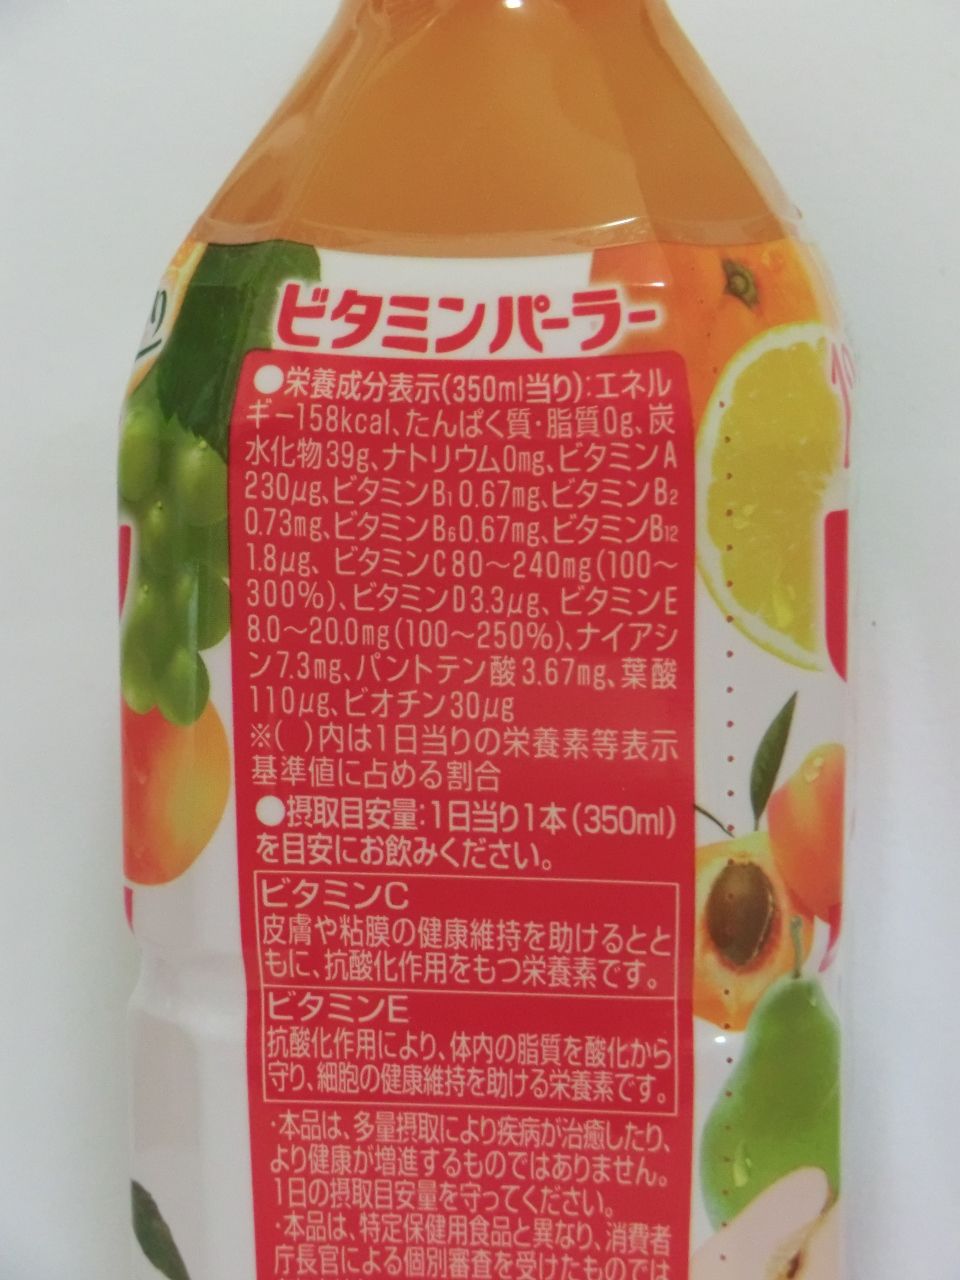 ビタミンパーラー
●栄養成分表示(350ml当り):エネル
ギー158kcal、たんぱく質・脂質0g、炭
水化物39g、ナトリウム0mg、ビタミンA
230μg、ビタミンB₁0.67mg、ビタミンB₂
0.73mg、ビタミンB₆0.67mg、ビタミンB₁₂
1.8μg、ビタミンC80〜240mg(100〜
300%)、ビタミンD3.3μg、ビタミンE
8.0〜20.0mg(100〜250%)、ナイアシ
ン7.3mg、パントテン酸3.67mg、葉酸
110μg、ビオチン30μg
※( )内は1日当りの栄養素等表示
基準値に占める割合
●摂取目安量:1日当り1本(350ml)
を目安にお飲みください。
ビタミンC
皮膚や粘膜の健康維持を助けるとと
もに、抗酸化作用をもつ栄養素です。
ビタミンE
抗酸化作用により、体内の脂質を酸化から
守り、細胞の健康維持を助ける栄養素です。
・本品は、多量摂取により疾病が治癒したり、
より健康が増進するものではありません。
1日の摂取目安量を守ってください。
・本品は、特定保健用食品と異なり、消費者
庁長官による個別審査を受けたものでは